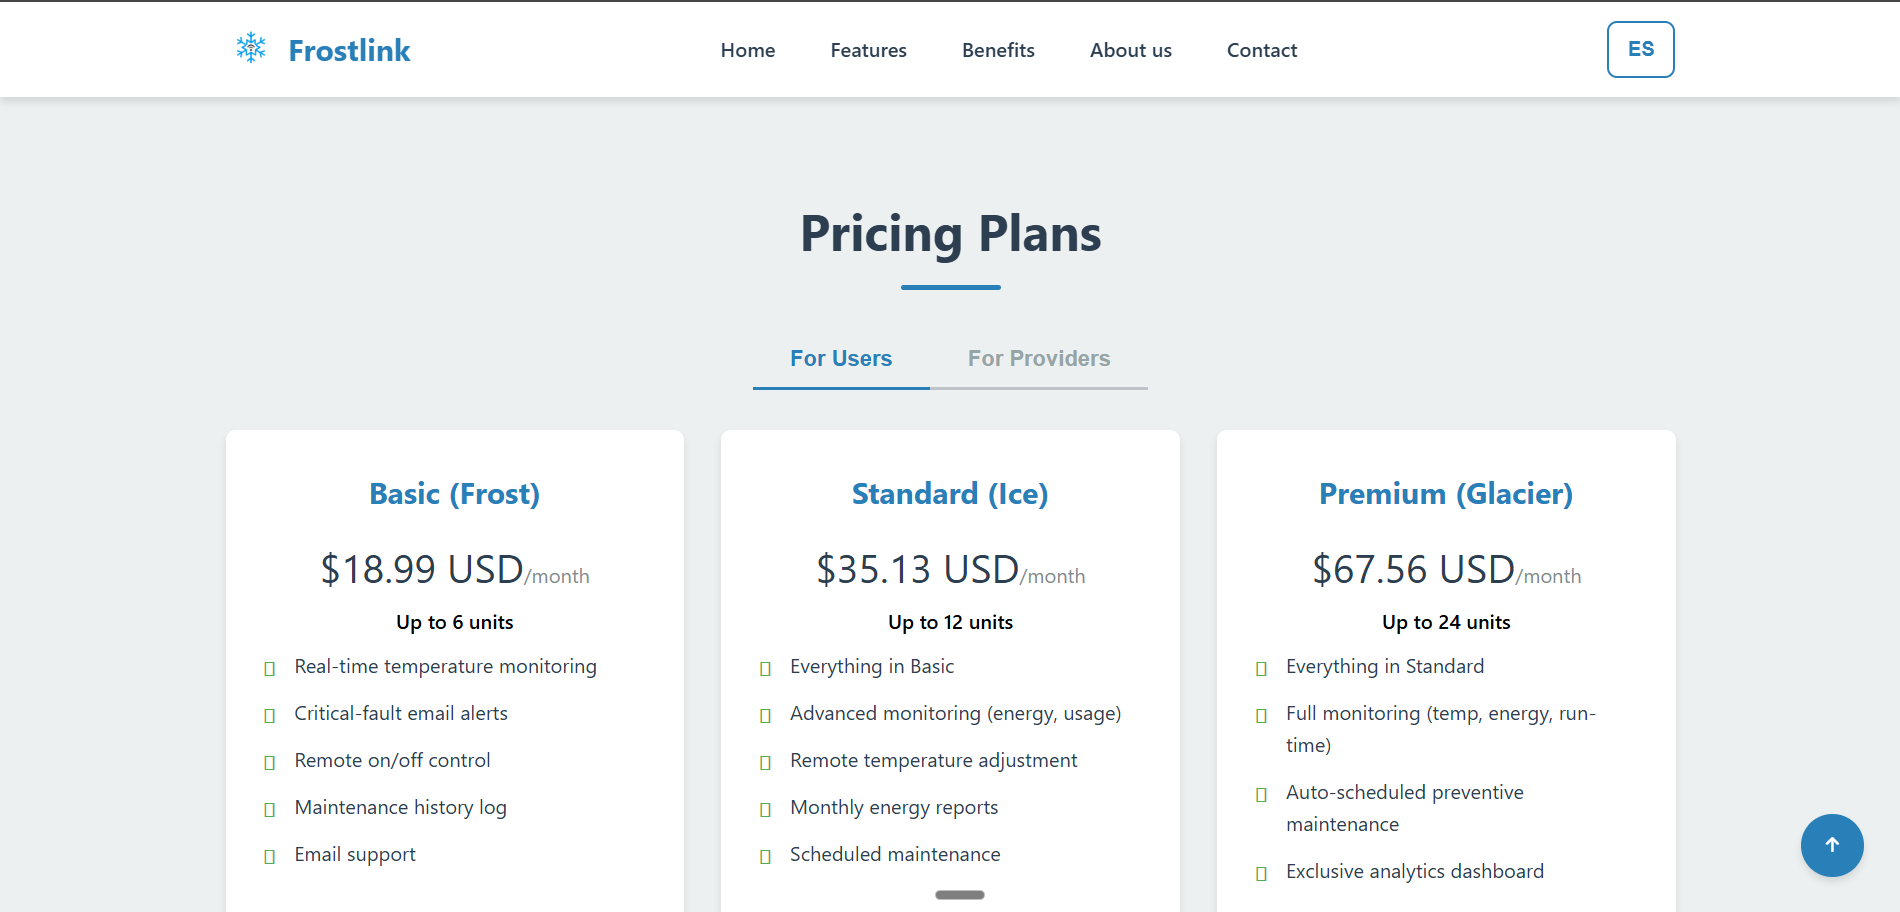 Frostlink
Home
Features
Benefits
About us
Contact
ES
Pricing Plans
For Users
For Providers
Basic (Frost)
$18.99 USD/month
Up to 6 units
Real-time temperature monitoring
Critical-fault email alerts
Remote on/off control
Maintenance history log
Email support
Standard (Ice)
$35.13 USD/month
Up to 12 units
Everything in Basic
Advanced monitoring (energy, usage)
Remote temperature adjustment
Monthly energy reports
Scheduled maintenance
Premium (Glacier)
$67.56 USD/month
Up to 24 units
Everything in Standard
Full monitoring (temp, energy, run-
time)
Auto-scheduled preventive
maintenance
Exclusive analytics dashboard